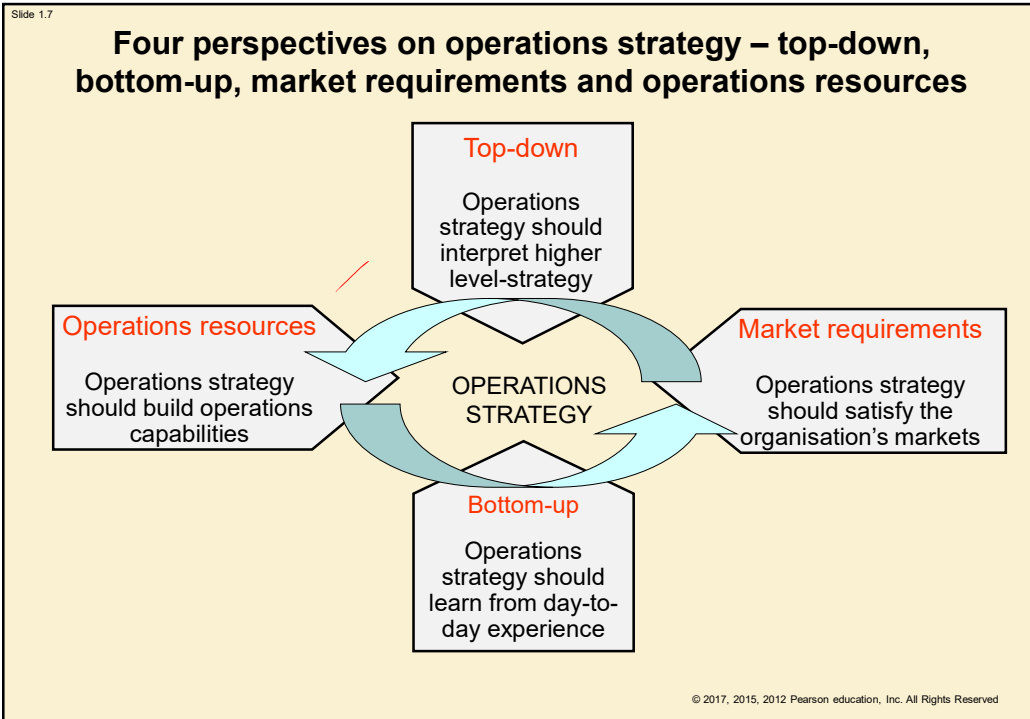 Slide 1.7
Four perspectives on operations strategy – top-down,
bottom-up, market requirements and operations resources
Top-down
Operations
strategy should
interpret higher
level-strategy
Operations resources
Operations strategy
should build operations
capabilities
OPERATIONS
STRATEGY
Market requirements
Operations strategy
should satisfy the
organisation's markets
Bottom-up
Operations
strategy should
learn from day-to-
day experience
© 2017, 2015, 2012 Pearson education, Inc. All Rights Reserved